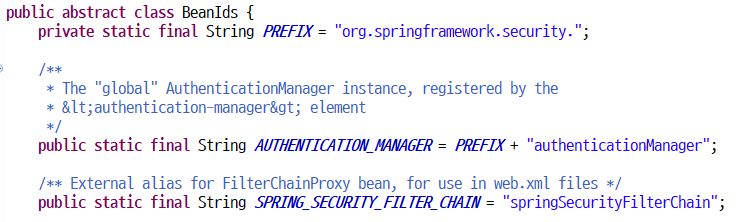 public abstract class BeanIds {
private static final String PREFIX = "org.springframework.security.";
/**
* The "global" AuthenticationManager instance, registered by the
* &lt;authentication-manager&gt; element
*/
public static final String AUTHENTICATION_MANAGER = PREFIX + "authenticationManager";
/** External alias for FilterChainProxy bean, for use in web.xml files */
public static final String SPRING_SECURITY_FILTER_CHAIN = "springSecurityFilterChain";